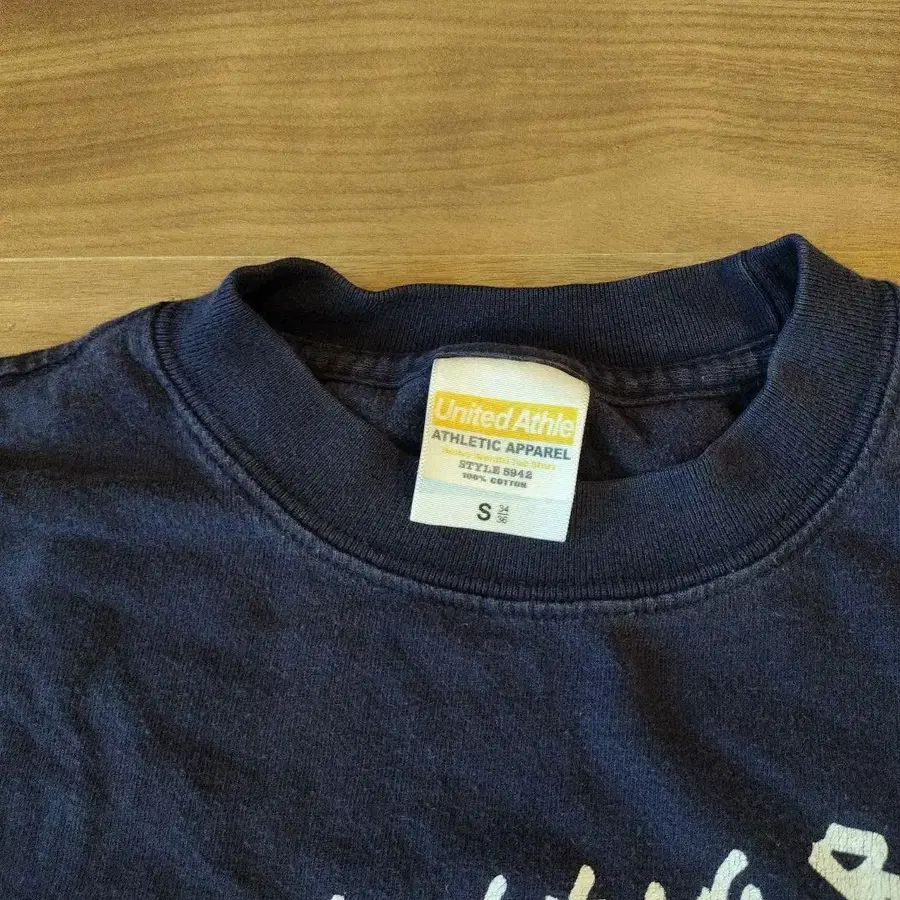 United Athle
ATHLETIC APPAREL
STYLE 5942
100% COTTON
S 34/36